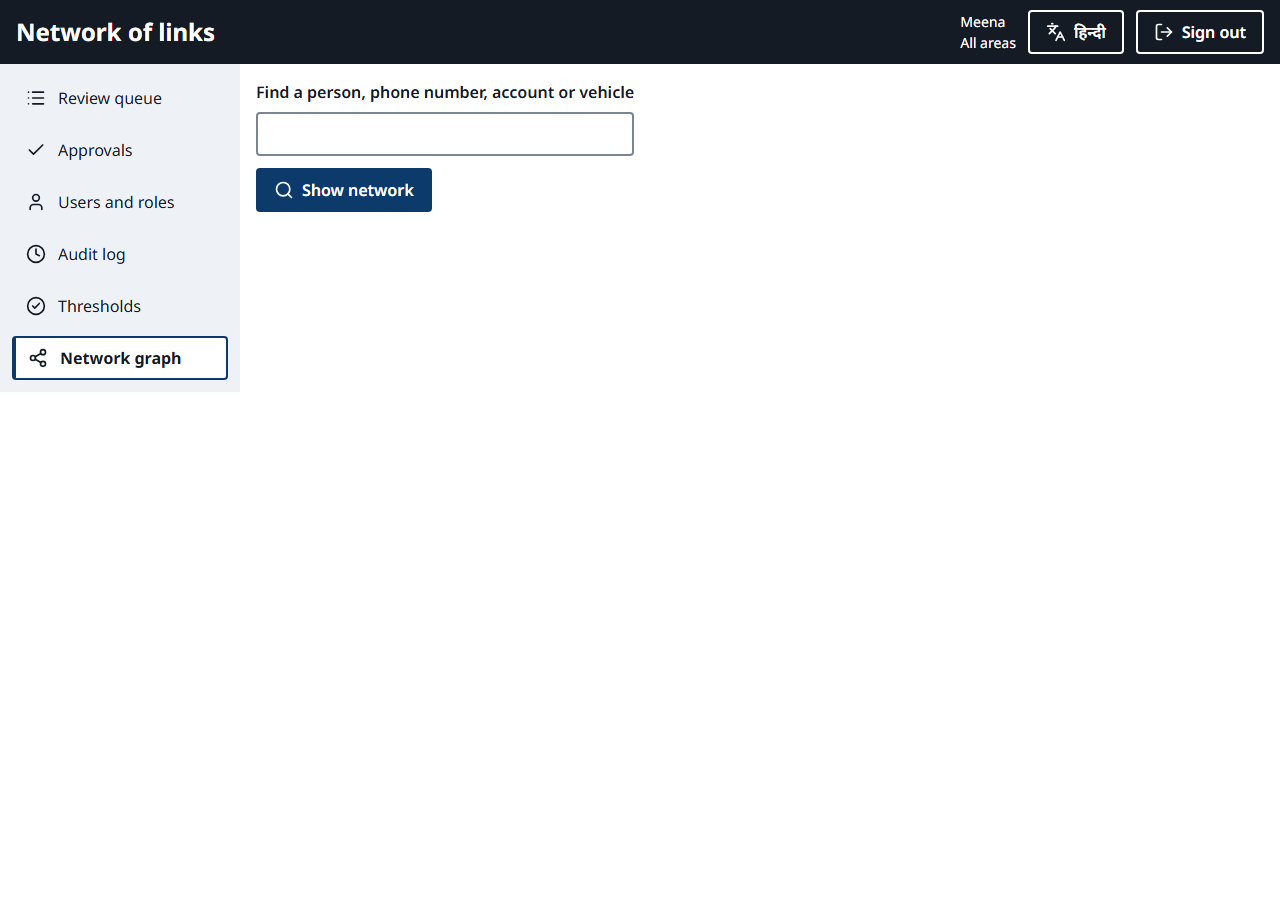 Network of links
Meena
All areas
हिन्दी
Sign out
Review queue
Approvals
Users and roles
Audit log
Thresholds
Network graph
Find a person, phone number, account or vehicle
Show network